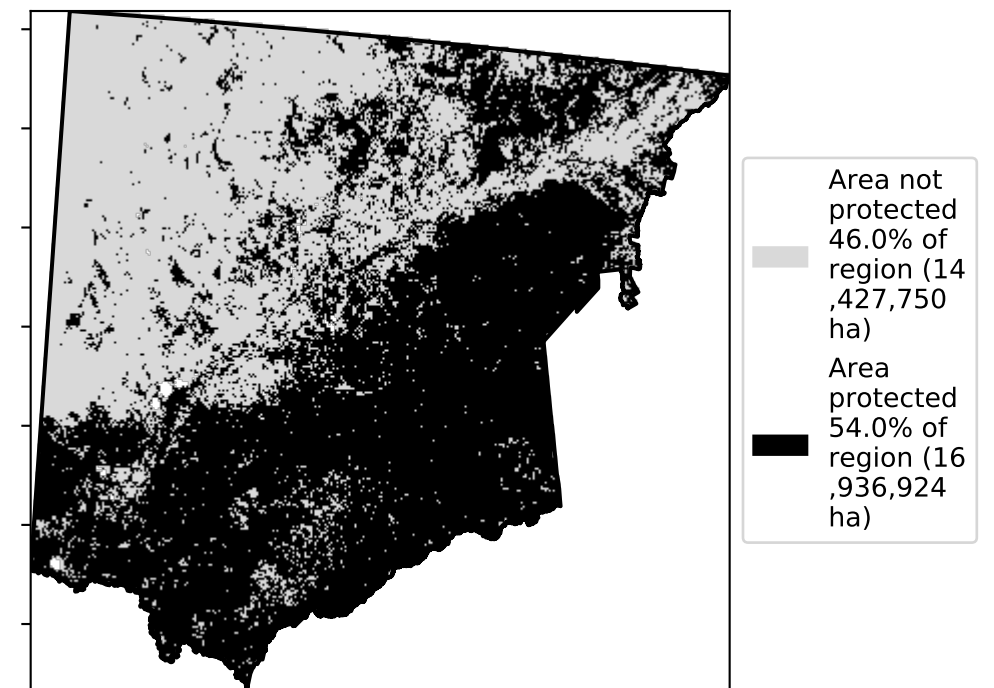 Area not
protected
46.0% of
region (14
,427,750
ha)
Area
protected
54.0% of
region (16
,936,924
ha)